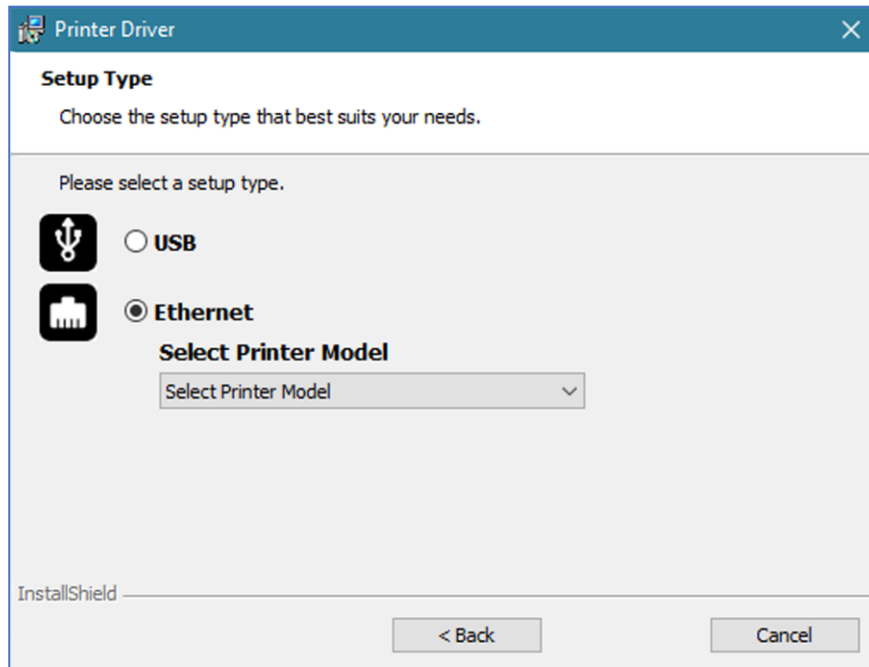 Printer Driver
Setup Type
Choose the setup type that best suits your needs.
Please select a setup type.
USB
Ethernet
Select Printer Model
Select Printer Model
InstallShield
< Back
Cancel